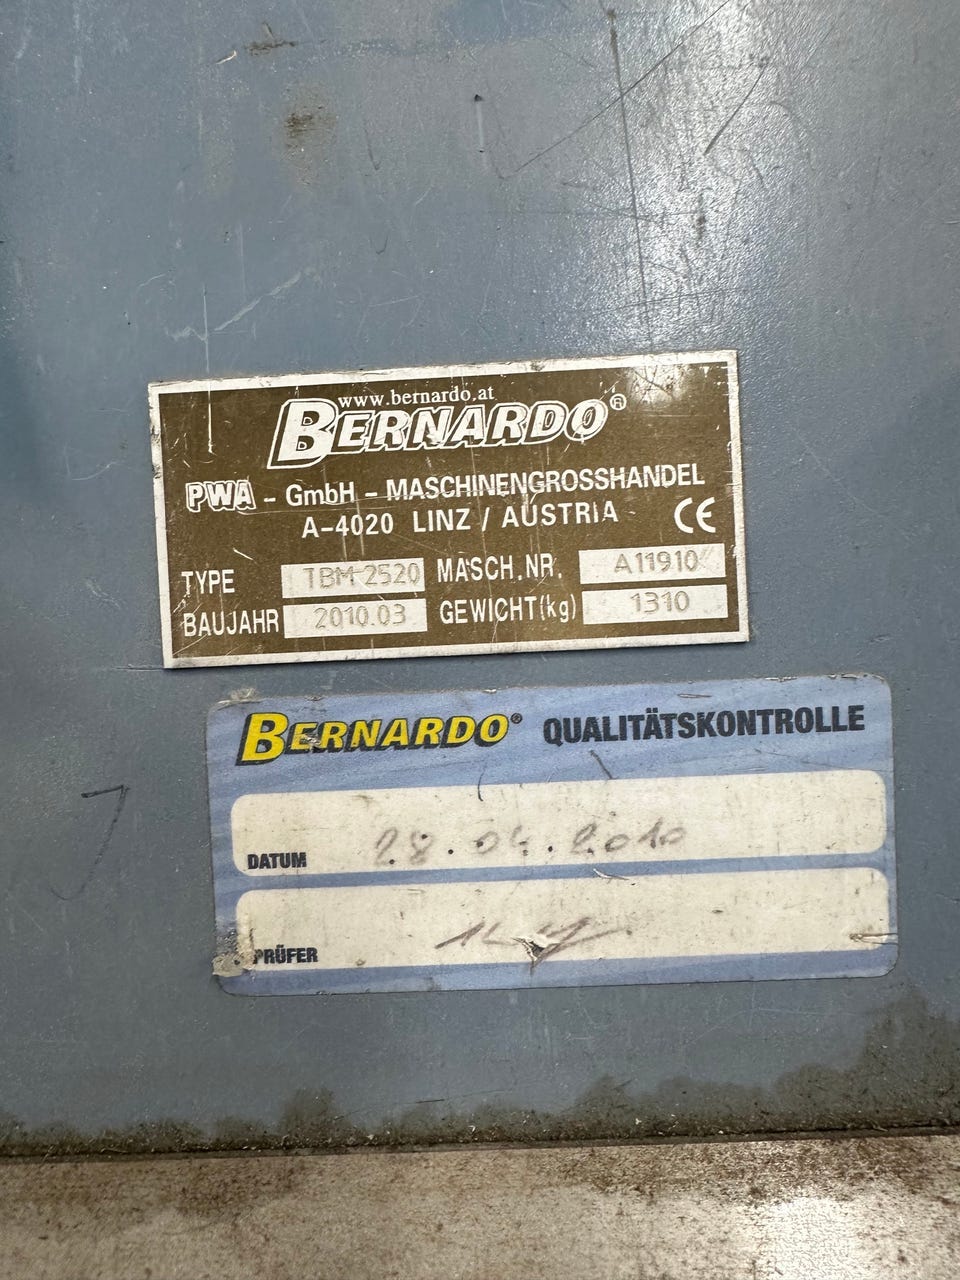 www.bernardo.at
BERNARDO®
PWA - GmbH - MASCHINENGROSSHANDEL
A-4020 LINZ / AUSTRIA CE
TYPE TBM 2520 MASCH.NR. A11910
BAUJAHR 2010.03 GEWICHT(kg) 1310
BERNARDO® QUALITÄTSKONTROLLE
DATUM 28.04.2010
PRÜFER